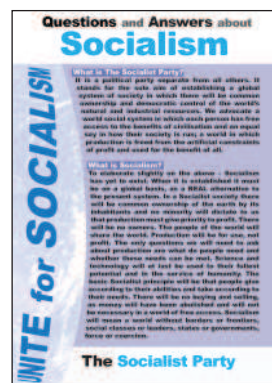 Questions and Answers about
Socialism
UNITE for SOCIALISM
What is The Socialist Party?
It is a political party separate from all others. It
stands for the sole aim of establishing a global
system of society in which there will be common
ownership and democratic control of the world's
natural and industrial resources. We advocate a
world social system in which each person has free
access to the benefits of civilisation and an equal
say in how their society is run; a world in which
production is freed from the artificial constraints
of profit and used for the benefit of all.
What is Socialism?
To elaborate slightly on the above - Socialism
has yet to exist. When it is established it must
be on a global basis, as a REAL alternative to
the present system. In a Socialist society there
will be common ownership of the earth by its
inhabitants and no minority will dictate to us
that production must give priority to profit. There
will be no owners. The people of the world will
share the world. Production will be for use, not
profit. The only questions we will need to ask
about production are what do people need and
whether these needs can be met. Science and
technology will at last be used to their fullest
potential and in the service of humanity. The
basic Socialist principle will be that people give
according to their abilities and take according to
their needs. There will be no buying and selling,
as money will have been abolished and will not
be necessary in a world of free access. Socialism
will mean a world without borders or frontiers,
social classes or leaders, states or governments,
force or coercion.
The Socialist Party